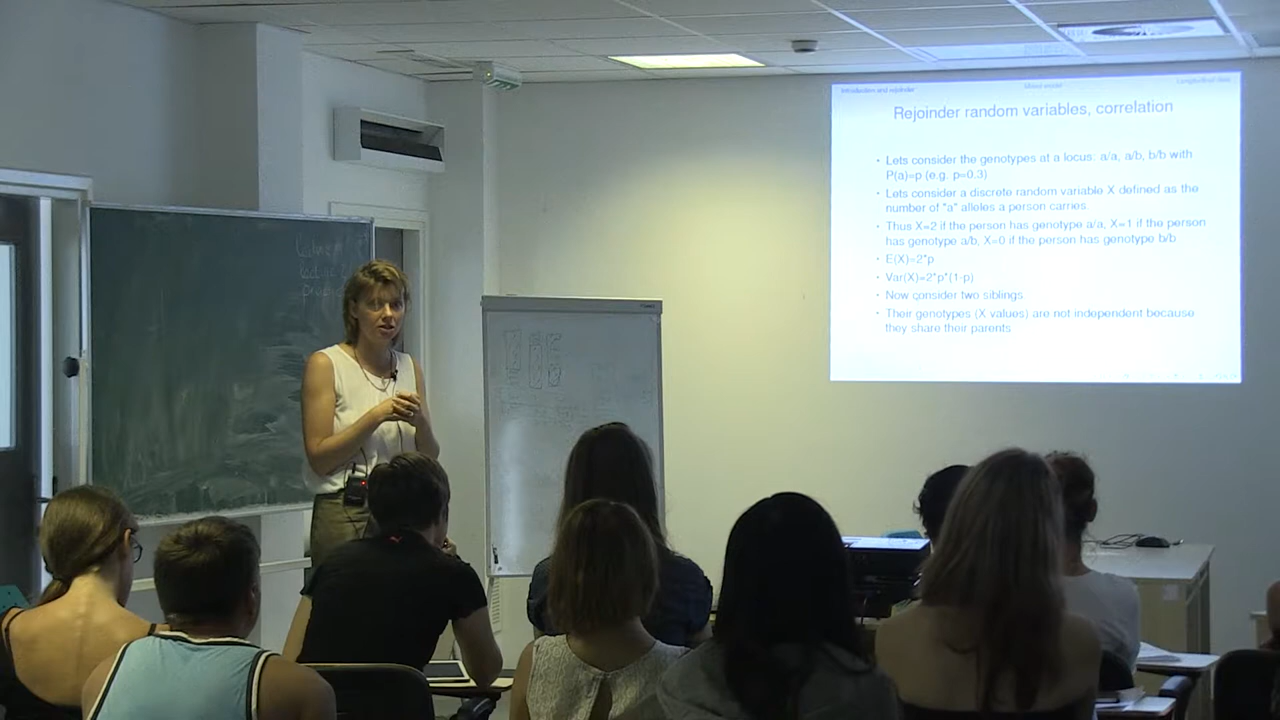 Introduction and rejoinder
Mixed model
Longitudinal data
Rejoinder random variables, correlation
• Lets consider the genotypes at a locus: a/a, a/b, b/b with
P(a)=p (e.g. p=0.3)
• Lets consider a discrete random variable X defined as the
number of "a" alleles a person carries
• Thus X=2 if the person has genotype a/a, X=1 if the person
has genotype a/b, X=0 if the person has genotype b/b
• E(X)=2*p
• Var(X)=2*p*(1-p)
• Now consider two siblings
• Their genotypes (X values) are not independent because
they share their parents